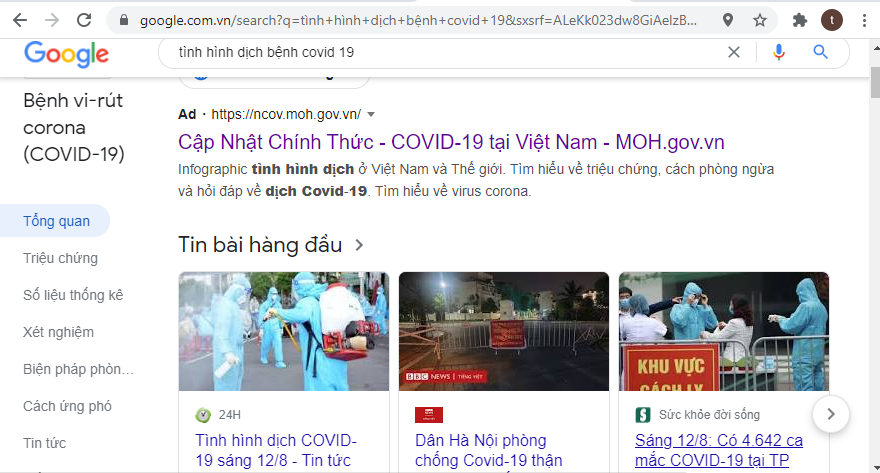 google.com.vn/search?q=tình+hình+dịch+bệnh+covid+19&sxsrf=ALeKk023dw8GiAelzB...
t
Google
tình hình dịch bệnh covid 19
Bệnh vi-rút
corona
(COVID-19)
Tổng quan
Triệu chứng
Số liệu thống kê
Xét nghiệm
Biện pháp phòn...
Cách ứng phó
Tin tức
Ad · https://ncov.moh.gov.vn/
Cập Nhật Chính Thức - COVID-19 tại Việt Nam - MOH.gov.vn
Infographic tình hình dịch ở Việt Nam và Thế giới. Tìm hiểu về triệu chứng, cách phòng ngừa
và hỏi đáp về dịch Covid-19. Tìm hiểu về virus corona.
Tin bài hàng đầu
BBC NEWS TIẾNG VIỆT
KHU VỰC
CÁCH LY
24H
Tình hình dịch COVID-
19 sáng 12/8 - Tin tức
Dân Hà Nội phòng
chống Covid-19 thận
Sức khỏe đời sống
Sáng 12/8: Có 4.642 ca
mắc COVID-19 tại TP